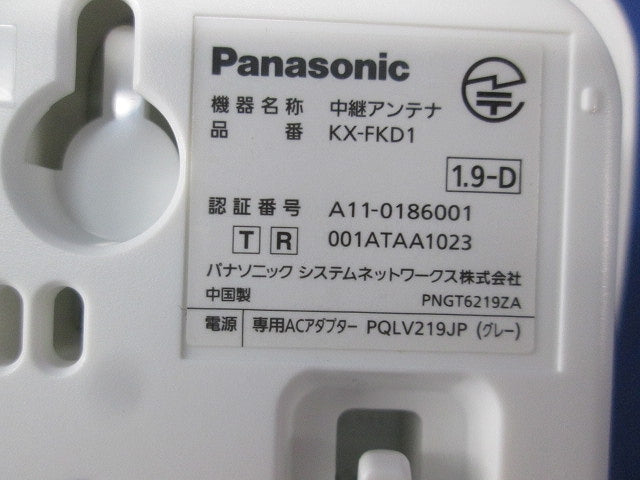 Panasonic
機器名称 中継アンテナ
品番 KX-FKD1
1.9-D
認証番号 A11-0186001
T R 001ATAA1023
パナソニック システムネットワークス株式会社
中国製 PNGT6219ZA
電源 専用ACアダプター PQLV219JP (グレー)